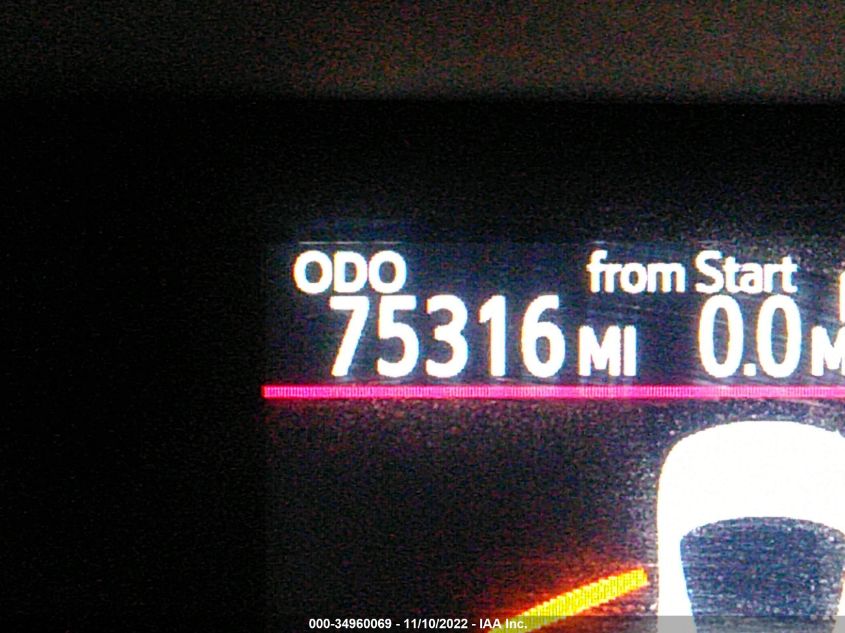 ODO from Start
75316 MI 0.0 M
000-34960069 - 11/10/2022 - IAA Inc.